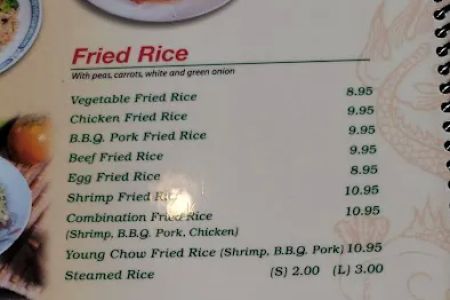 Fried Rice
With peas, carrots, white and green onion
Vegetable Fried Rice 8.95
Chicken Fried Rice 9.95
B.B.Q. Pork Fried Rice 9.95
Beef Fried Rice 9.95
Egg Fried Rice 8.95
Shrimp Fried Rice 10.95
Combination Fried Rice 10.95
(Shrimp, B.B.Q. Pork, Chicken)
Young Chow Fried Rice (Shrimp, B.B.Q. Pork) 10.95
Steamed Rice (S) 2.00 (L) 3.00